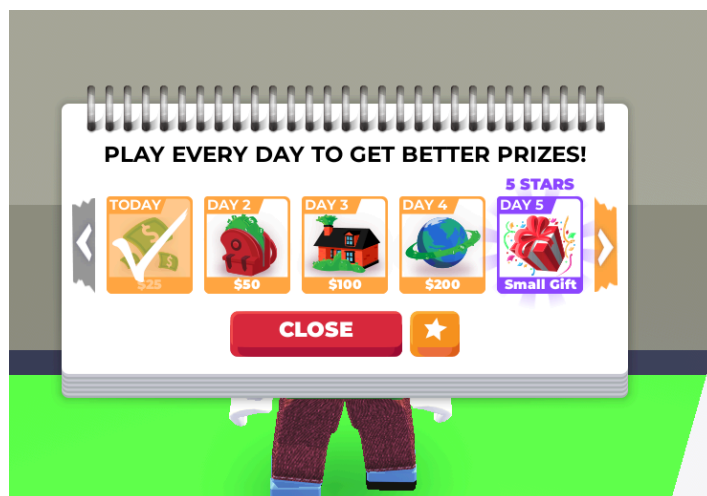 PLAY EVERY DAY TO GET BETTER PRIZES!
5 STARS
TODAY
DAY 2
DAY 3
DAY 4
DAY 5
$25
$50
$100
$200
Small Gift
CLOSE